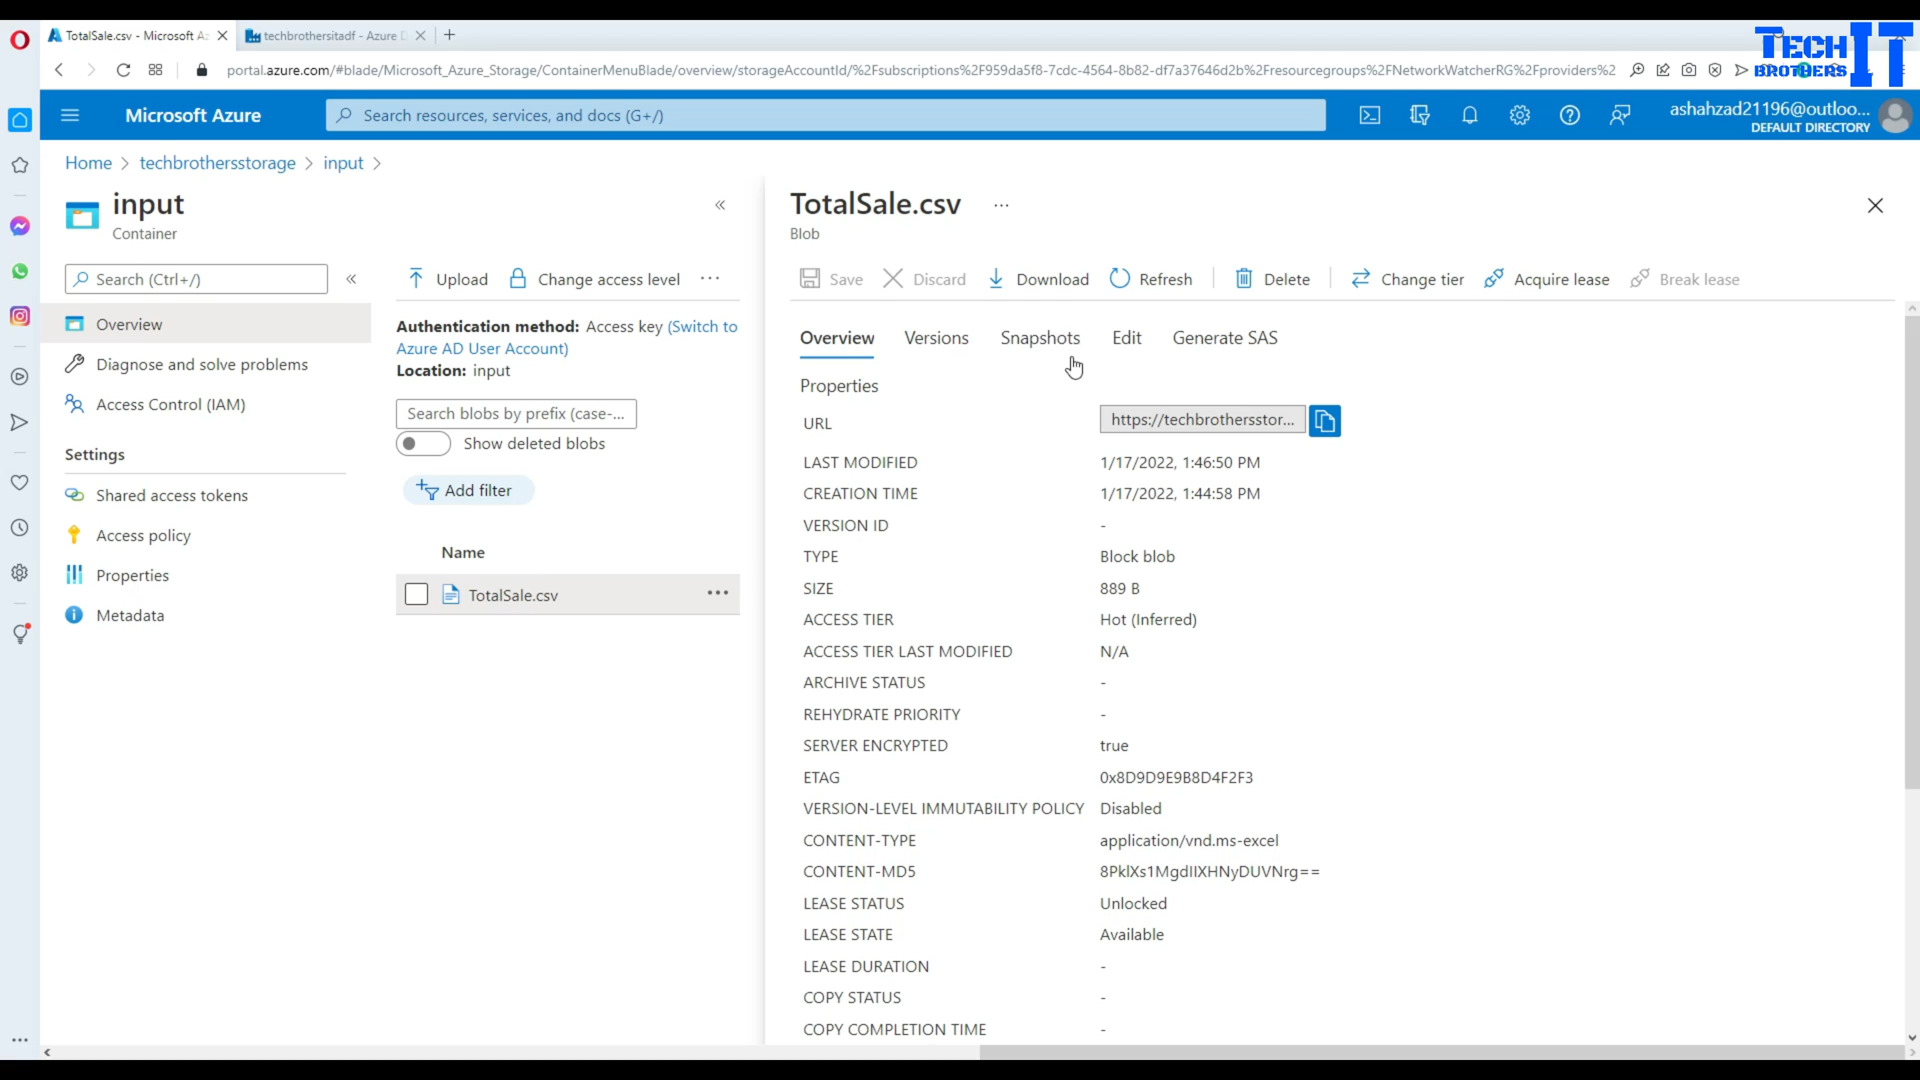 TotalSale.csv - Microsoft Az
techbrothersitadf - Azure D
TECH IT
BROTHERS
portal.azure.com/#blade/Microsoft_Azure_Storage/ContainerMenuBlade/overview/storageAccountId/%2Fsubscriptions%2F959da5f8-7cdc-4564-8b82-df7a37646d2b%2Fresourcegroups%2FNetworkWatcherRG%2Fproviders%2
Microsoft Azure
Search resources, services, and docs (G+/)
ashahzad21196@outloo...
DEFAULT DIRECTORY
Home > techbrothersstorage > input >
input
Container
«
Search (Ctrl+/)
«
Overview
Diagnose and solve problems
Access Control (IAM)
Settings
Shared access tokens
Access policy
Properties
Metadata
Upload
Change access level
...
Authentication method: Access key (Switch to
Azure AD User Account)
Location: input
Search blobs by prefix (case-...
Show deleted blobs
Add filter
Name
TotalSale.csv
...
TotalSale.csv ...
Blob
Save
Discard
Download
Refresh
Delete
Change tier
Acquire lease
Break lease
Overview
Versions
Snapshots
Edit
Generate SAS
Properties
URL https://techbrothersstor...
LAST MODIFIED 1/17/2022, 1:46:50 PM
CREATION TIME 1/17/2022, 1:44:58 PM
VERSION ID -
TYPE Block blob
SIZE 889 B
ACCESS TIER Hot (Inferred)
ACCESS TIER LAST MODIFIED N/A
ARCHIVE STATUS -
REHYDRATE PRIORITY -
SERVER ENCRYPTED true
ETAG 0x8D9D9E9B8D4F2F3
VERSION-LEVEL IMMUTABILITY POLICY Disabled
CONTENT-TYPE application/vnd.ms-excel
CONTENT-MD5 8PklXs1MgdIIXHNyDUVNrg==
LEASE STATUS Unlocked
LEASE STATE Available
LEASE DURATION -
COPY STATUS -
COPY COMPLETION TIME -